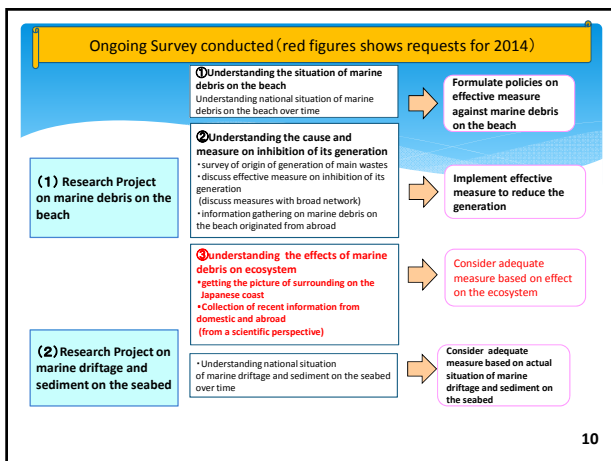 Ongoing Survey conducted(red figures shows requests for 2014)
①Understanding the situation of marine
debris on the beach
Understanding national situation of marine
debris on the beach over time
Formulate policies on
effective measure
against marine debris
on the beach
(1) Research Project
on marine debris on the
beach
②Understanding the cause and
measure on inhibition of its generation
・survey of origin of generation of main wastes
・discuss effective measure on inhibition of its
generation
(discuss measures with broad network)
・information gathering on marine debris on
the beach originated from abroad
Implement effective
measure to reduce the
generation
③understanding the effects of marine
debris on ecosystem
・getting the picture of surrounding on the
Japanese coast
・Collection of recent information from
domestic and abroad
(from a scientific perspective)
Consider adequate
measure based on effect
on the ecosystem
(2)Research Project on
marine driftage and
sediment on the seabed
・Understanding national situation
of marine driftage and sediment on the seabed
over time
Consider adequate
measure based on actual
situation of marine
driftage and sediment on
the seabed
10